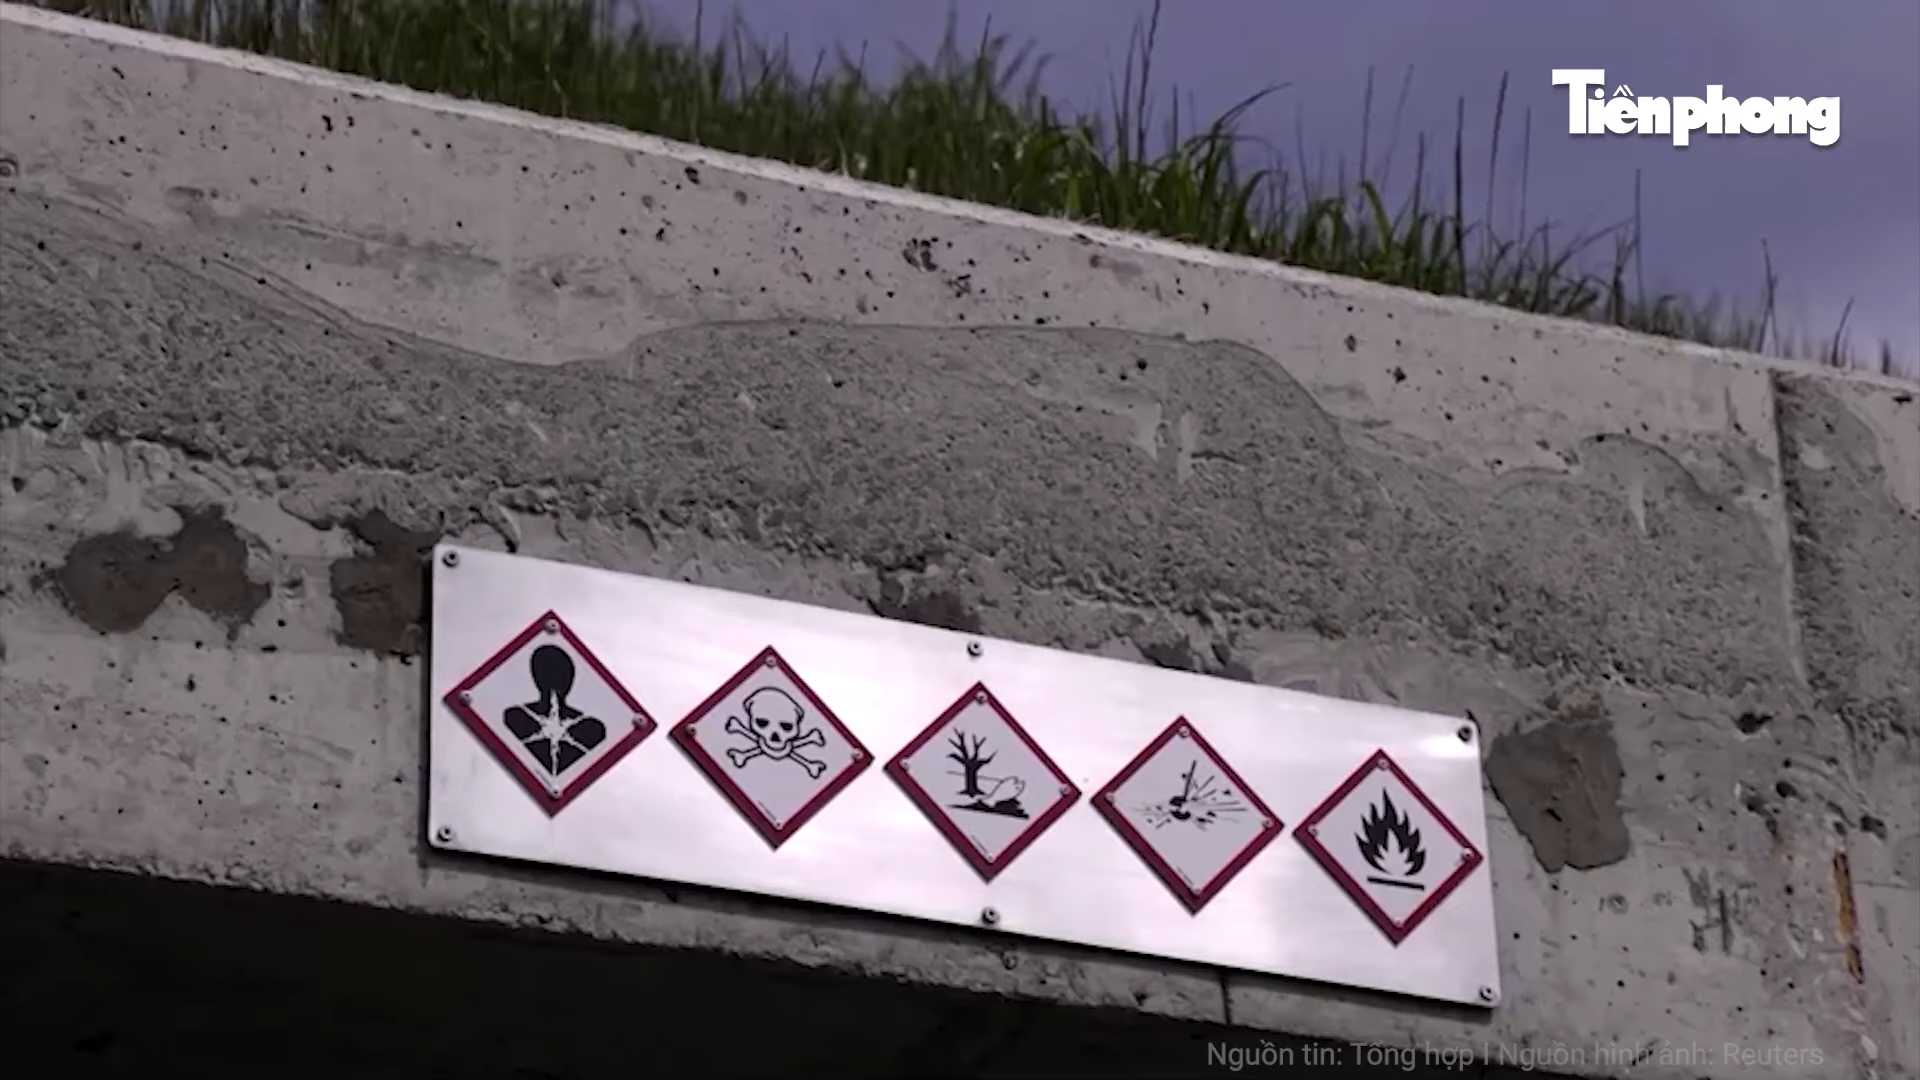 Tiềnphong
Nguồn tin: Tổng hợp I Nguồn hình ảnh: Reuters